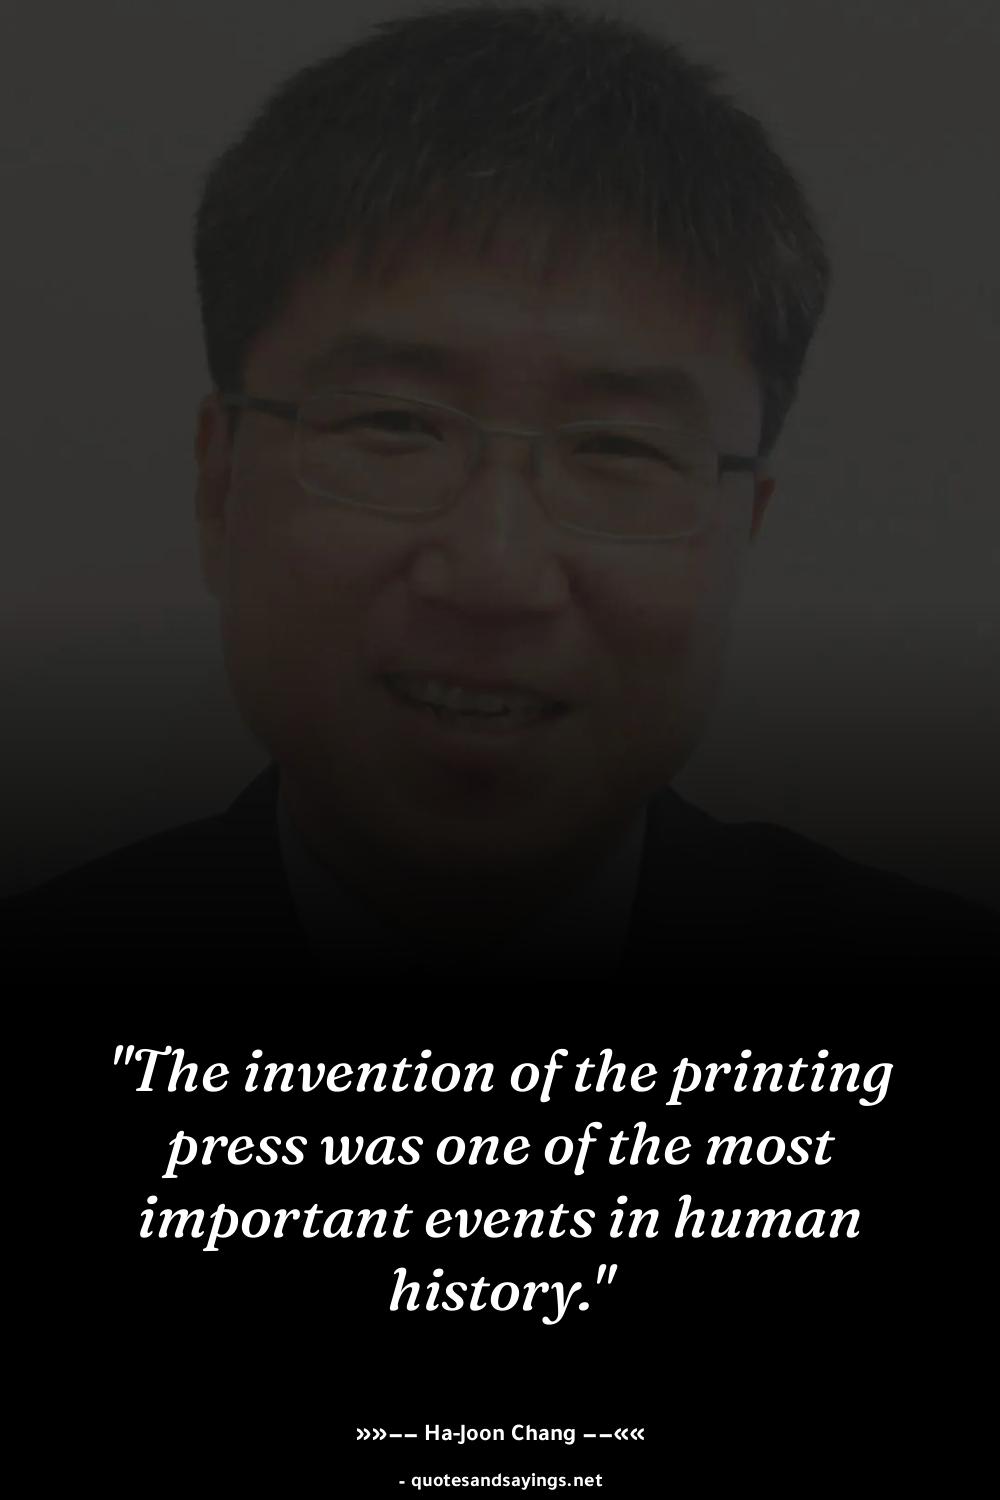 "The invention of the printing
press was one of the most
important events in human
history."
»»−− Ha-Joon Chang −−««
- quotesandsayings.net